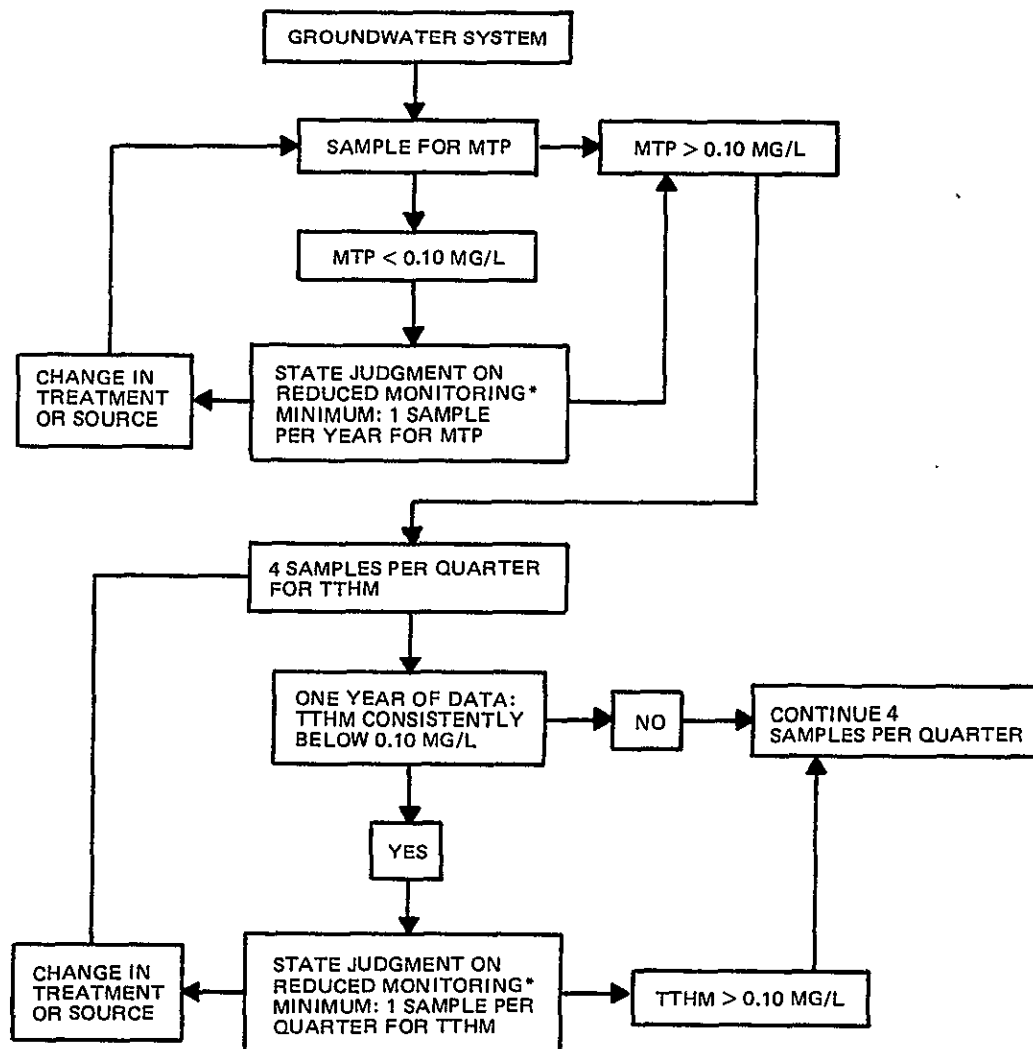 GROUNDWATER SYSTEM
SAMPLE FOR MTP
MTP > 0.10 MG/L
MTP < 0.10 MG/L
CHANGE IN
TREATMENT
OR SOURCE
STATE JUDGMENT ON
REDUCED MONITORING*
MINIMUM: 1 SAMPLE
PER YEAR FOR MTP
4 SAMPLES PER QUARTER
FOR TTHM
ONE YEAR OF DATA:
TTHM CONSISTENTLY
BELOW 0.10 MG/L
NO
CONTINUE 4
SAMPLES PER QUARTER
YES
CHANGE IN
TREATMENT
OR SOURCE
STATE JUDGMENT ON
REDUCED MONITORING*
MINIMUM: 1 SAMPLE PER
QUARTER FOR TTHM
TTHM > 0.10 MG/L